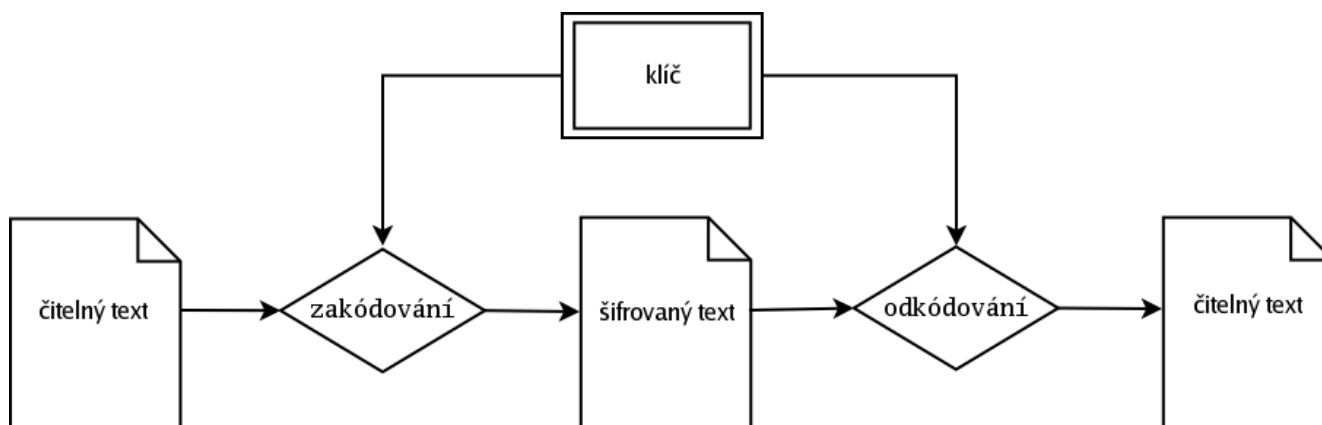 klíč
čitelný text
zakódování
šifrovaný text
odkódování
čitelný text